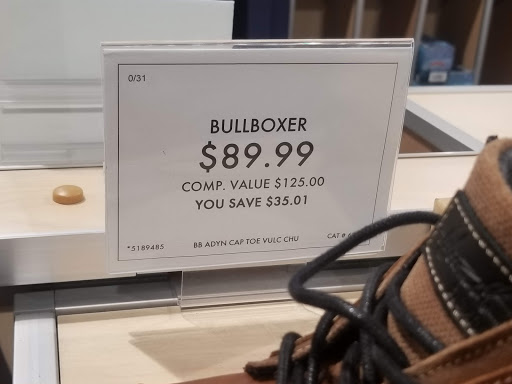 0/31
BULLBOXER
$89.99
COMP. VALUE $125.00
YOU SAVE $35.01
*5189485 BB ADYN CAP TOE VULC CHU CAT #